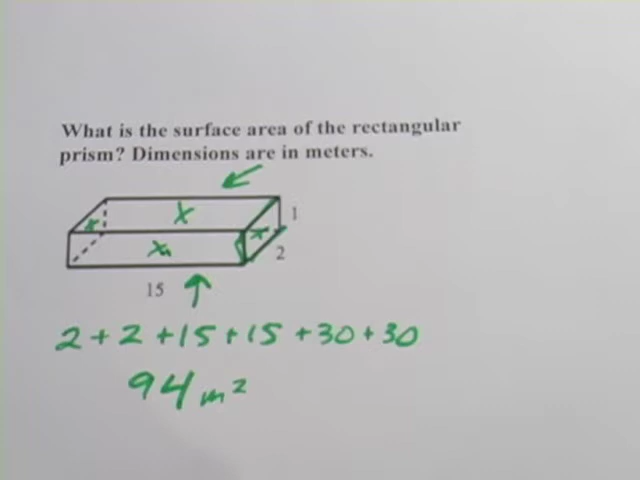 What is the surface area of the rectangular
prism? Dimensions are in meters.
x
x
x
x
1
2
15
2 + 2 + 15 + 15 + 30 + 30
94 m²